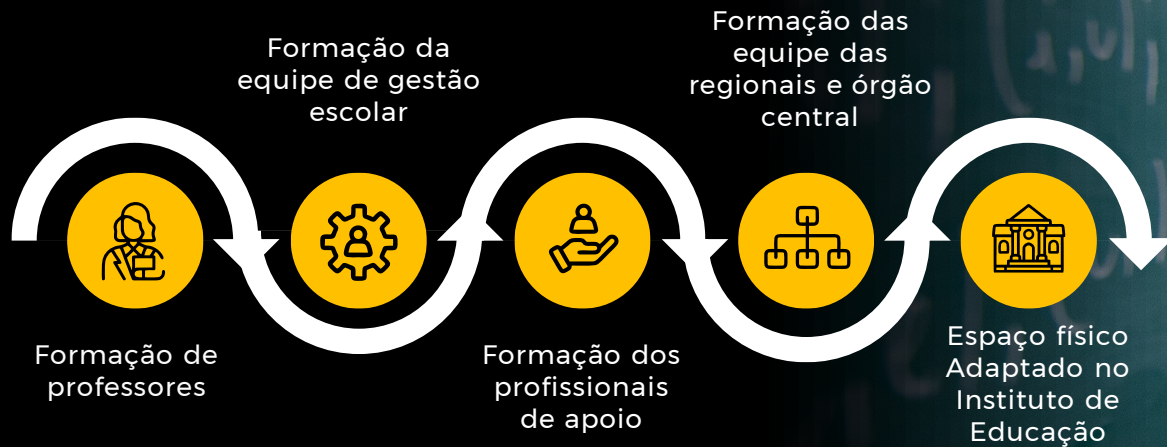 Formação de
professores
Formação da
equipe de gestão
escolar
Formação dos
profissionais
de apoio
Formação das
equipe das
regionais e órgão
central
Espaço físico
Adaptado no
Instituto de
Educação